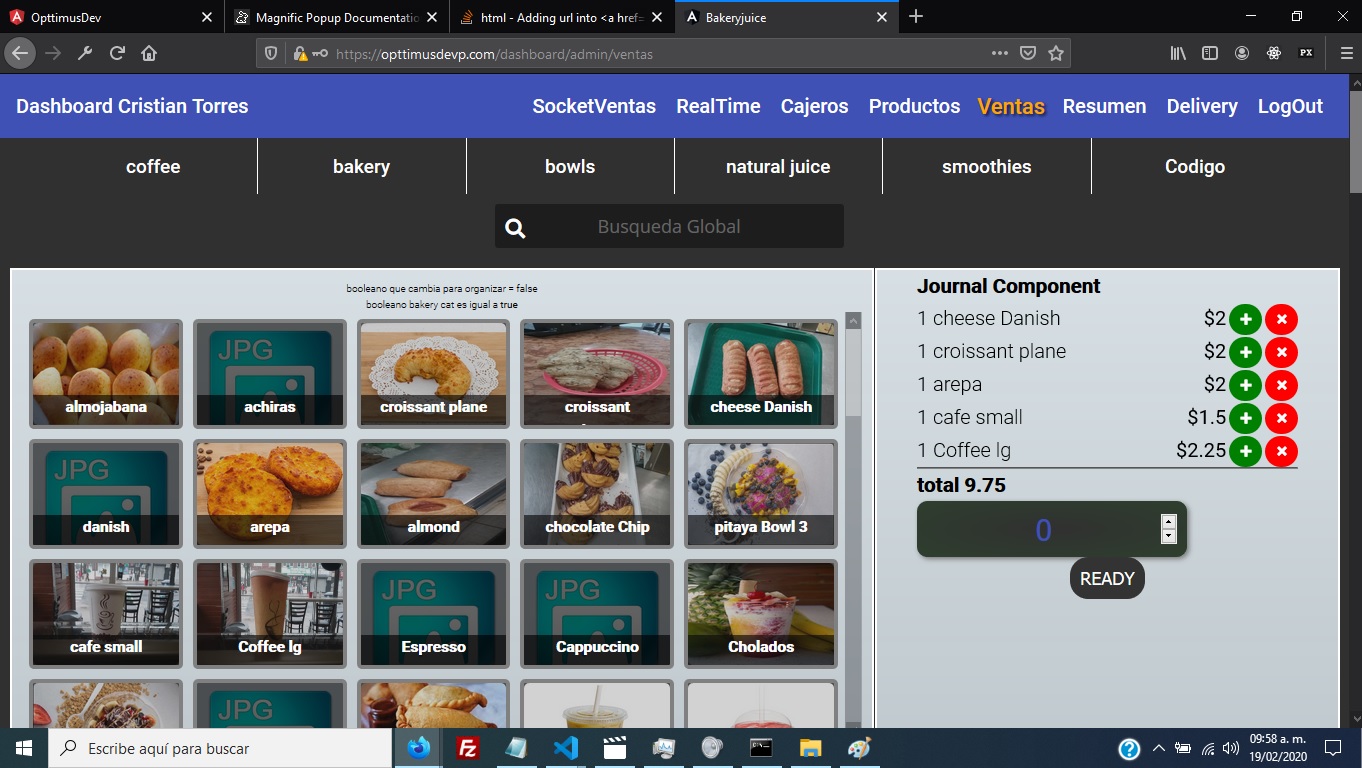 OpttimusDev
Magnific Popup Documentatio
html - Adding url into <a href=
Bakeryjuice
https://opttimusdevp.com/dashboard/admin/ventas
PX
Dashboard Cristian Torres
SocketVentas RealTime Cajeros Productos Ventas Resumen Delivery LogOut
coffee bakery bowls natural juice smoothies Codigo
Busqueda Global
booleano que cambia para organizar = false
booleano bakery cat es igual a true
JPG
almojabana achiras croissant plane croissant cheese Danish
JPG
danish arepa almond chocolate Chip pitaya Bowl 3
JPG JPG
cafe small Coffee lg Espresso Cappuccino Cholados
JPG
Journal Component
1 cheese Danish $2
1 croissant plane $2
1 arepa $2
1 cafe small $1.5
1 Coffee lg $2.25
total 9.75
0
READY
Escribe aquí para buscar
Fz
09:58 a. m.
19/02/2020